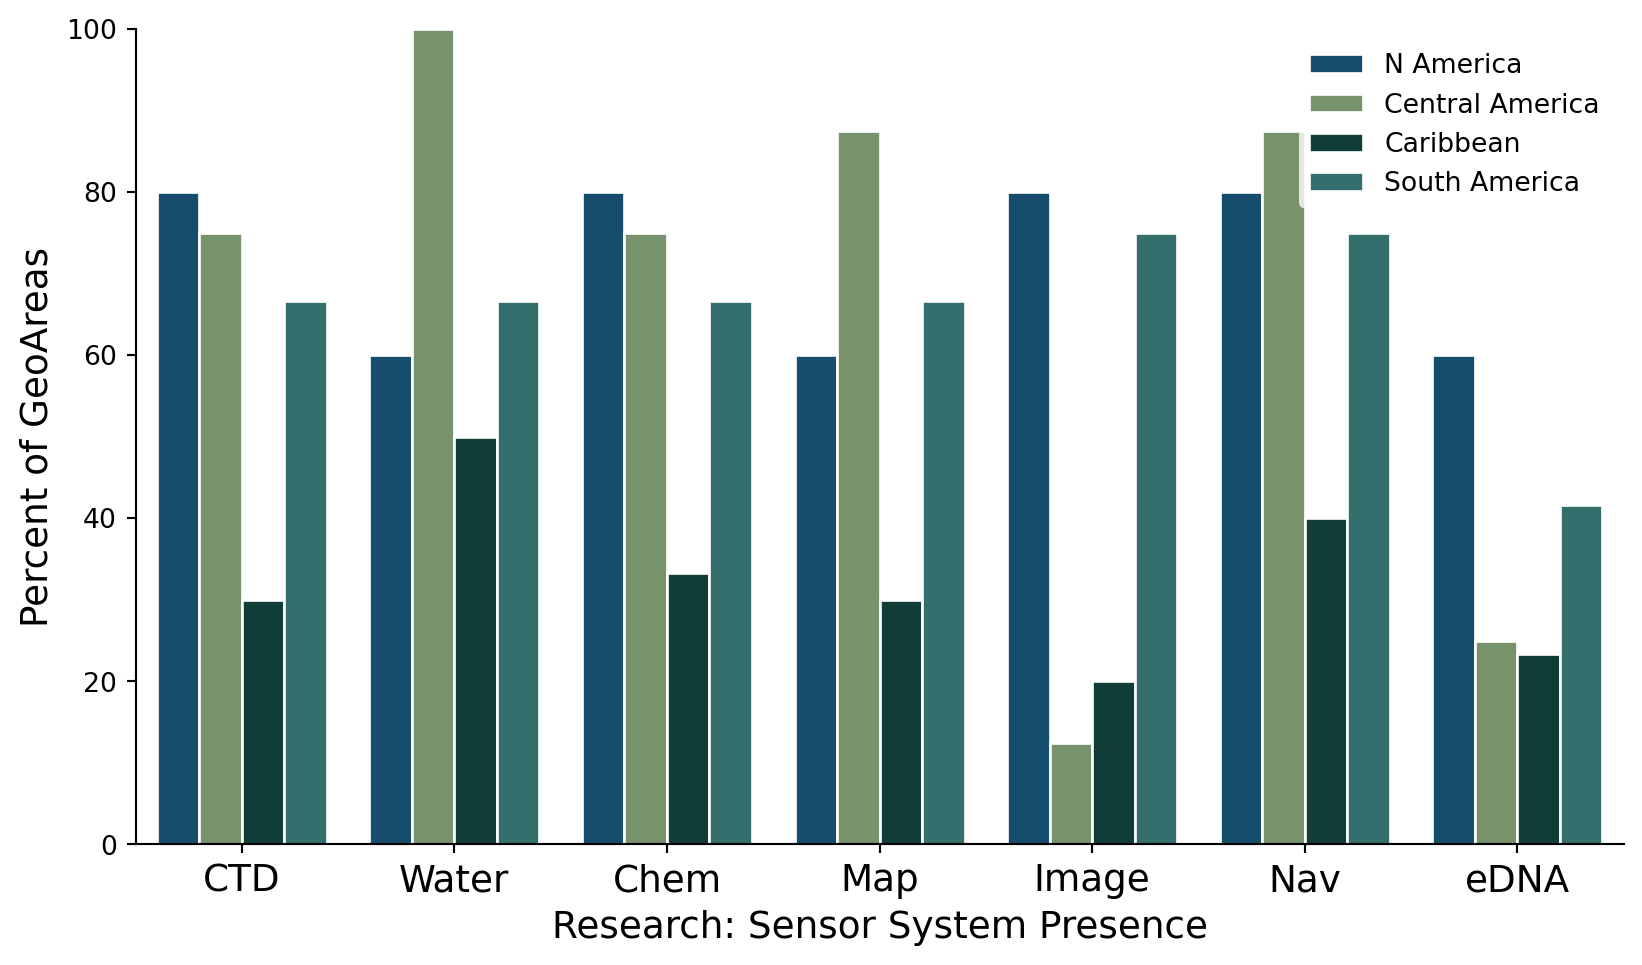 Percent of GeoAreas
100
80
60
40
20
0
N America
Central America
Caribbean
South America
CTD Water Chem Map Image Nav eDNA
Research: Sensor System Presence